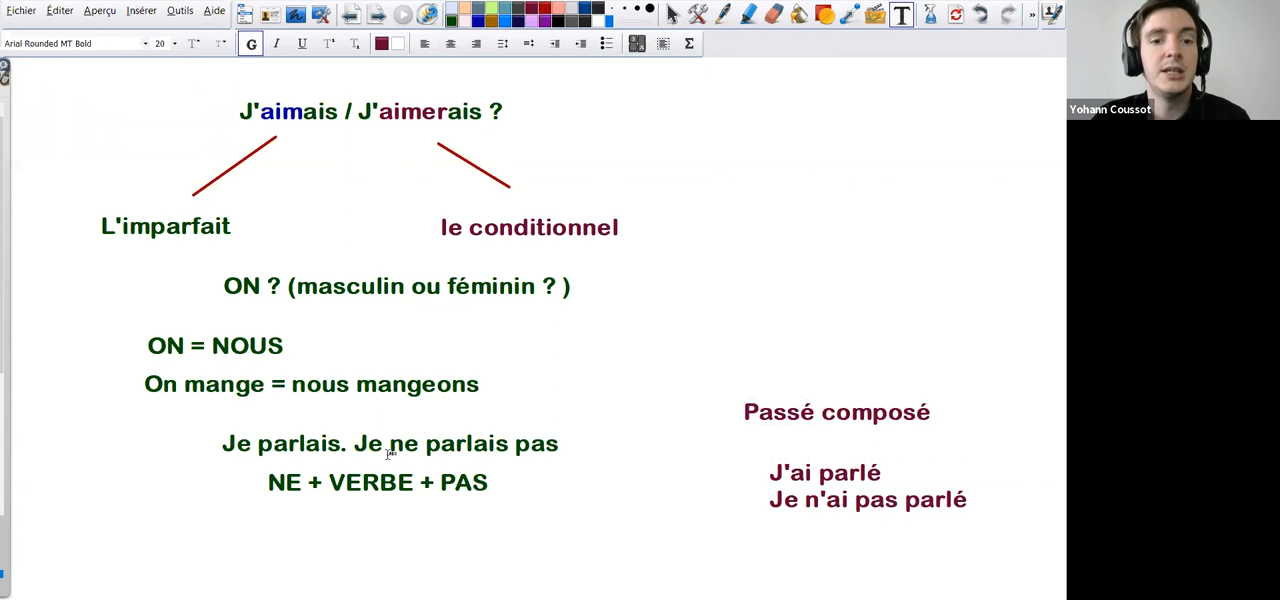 Fichier Éditer Aperçu Insérer Outils Aide
Arial Rounded MT Bold 20 G I U
J'aimais / J'aimerais ?
L'imparfait le conditionnel
ON ? (masculin ou féminin ? )
ON = NOUS
On mange = nous mangeons
Je parlais. Je ne parlais pas
NE + VERBE + PAS
Passé composé
J'ai parlé
Je n'ai pas parlé
Yohann Coussot